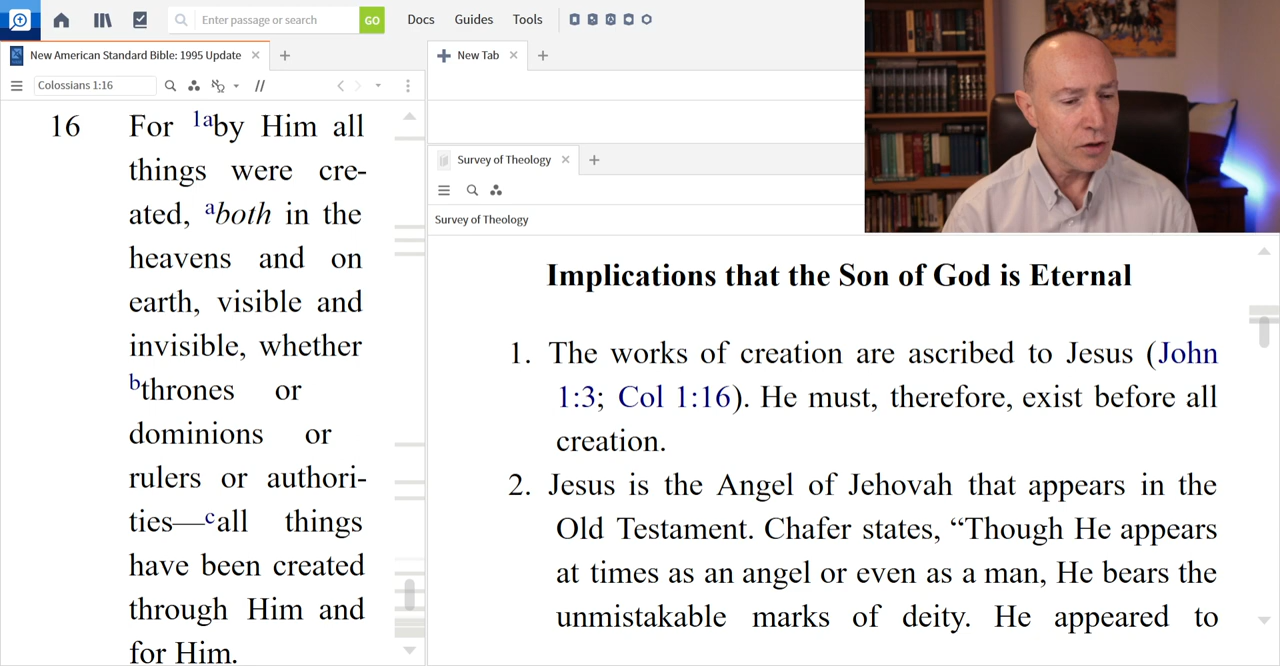 Enter passage or search
GO
Docs
Guides
Tools
New American Standard Bible: 1995 Update
New Tab
Colossians 1:16
16 For 1aby Him all
things were cre-
ated, aboth in the
heavens and on
earth, visible and
invisible, whether
bthrones or
dominions or
rulers or authori-
ties—call things
have been created
through Him and
for Him.
Survey of Theology
Survey of Theology
Implications that the Son of God is Eternal
1. The works of creation are ascribed to Jesus (John
1:3; Col 1:16). He must, therefore, exist before all
creation.
2. Jesus is the Angel of Jehovah that appears in the
Old Testament. Chafer states, “Though He appears
at times as an angel or even as a man, He bears the
unmistakable marks of deity. He appeared to